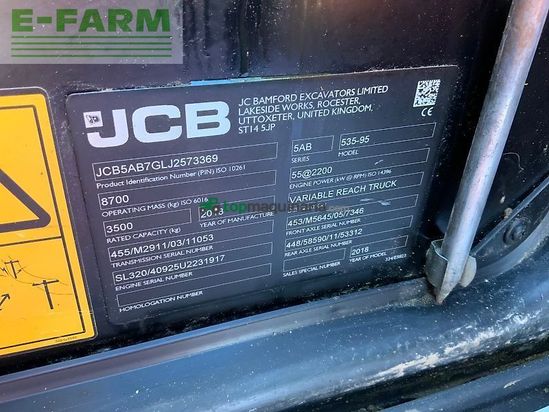 E-FARM
JCB
JC BAMFORD EXCAVATORS LIMITED
LAKESIDE WORKS, ROCESTER,
UTTOXETER, UNITED KINGDOM,
ST14 5JP
CE
JCB5AB7GLJ2573369
Product Identification Number (PIN) ISO 10261
5AB
SERIES
535-95
MODEL
8700
OPERATING MASS (kg) ISO 6016
55@2200
ENGINE POWER (kW @ RPM) ISO 14396
3500
RATED CAPACITY (kg)
YEAR OF MANUFACTURE
VARIABLE REACH TRUCK
topmaquinaria
455/M2911/03/11053
TRANSMISSION SERIAL NUMBER
453/M5645/05/7346
FRONT AXLE SERIAL NUMBER
SL320/40925U2231917
ENGINE SERIAL NUMBER
448/58590/11/53312
REAR AXLE SERIAL NUMBER
HOMOLOGATION NUMBER
SALES SPECIAL NUMBER
2018
YEAR OF MODEL